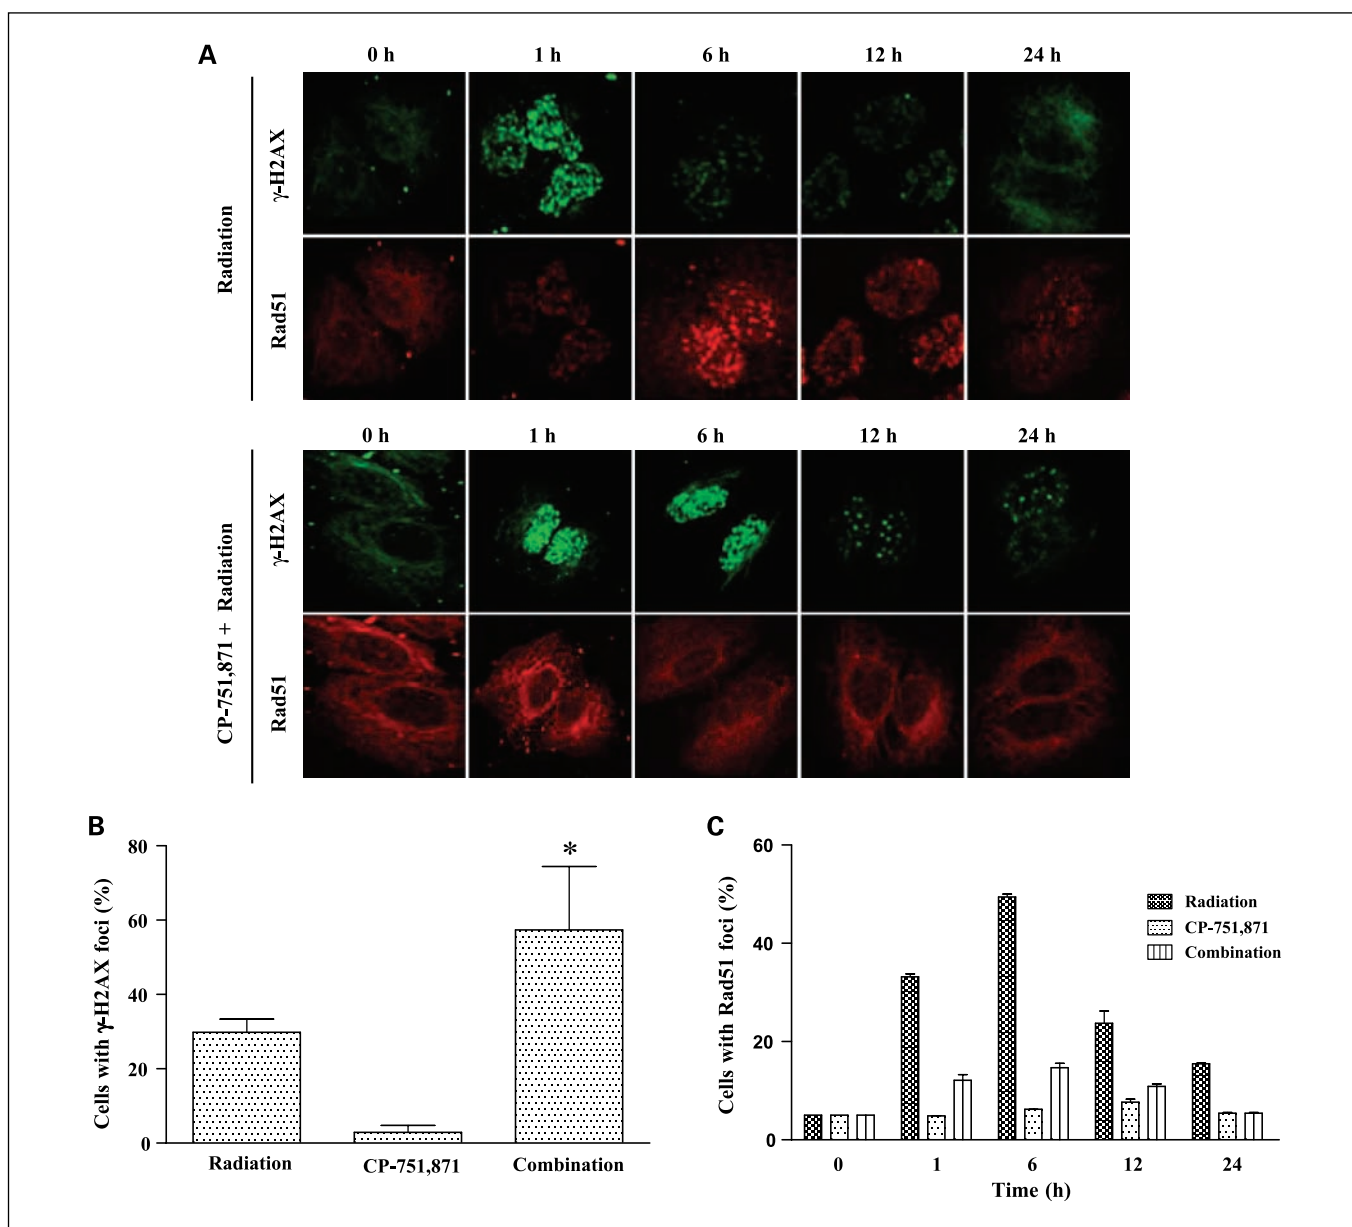 A
0 h 1 h 6 h 12 h 24 h
Radiation
γ-H2AX
Rad51
0 h 1 h 6 h 12 h 24 h
CP-751,871 + Radiation
γ-H2AX
Rad51
B
Cells with γ-H2AX foci (%)
80
60
40
20
0
*
Radiation CP-751,871 Combination
C
Cells with Rad51 foci (%)
60
40
20
0
Radiation
CP-751,871
Combination
0 1 6 12 24
Time (h)